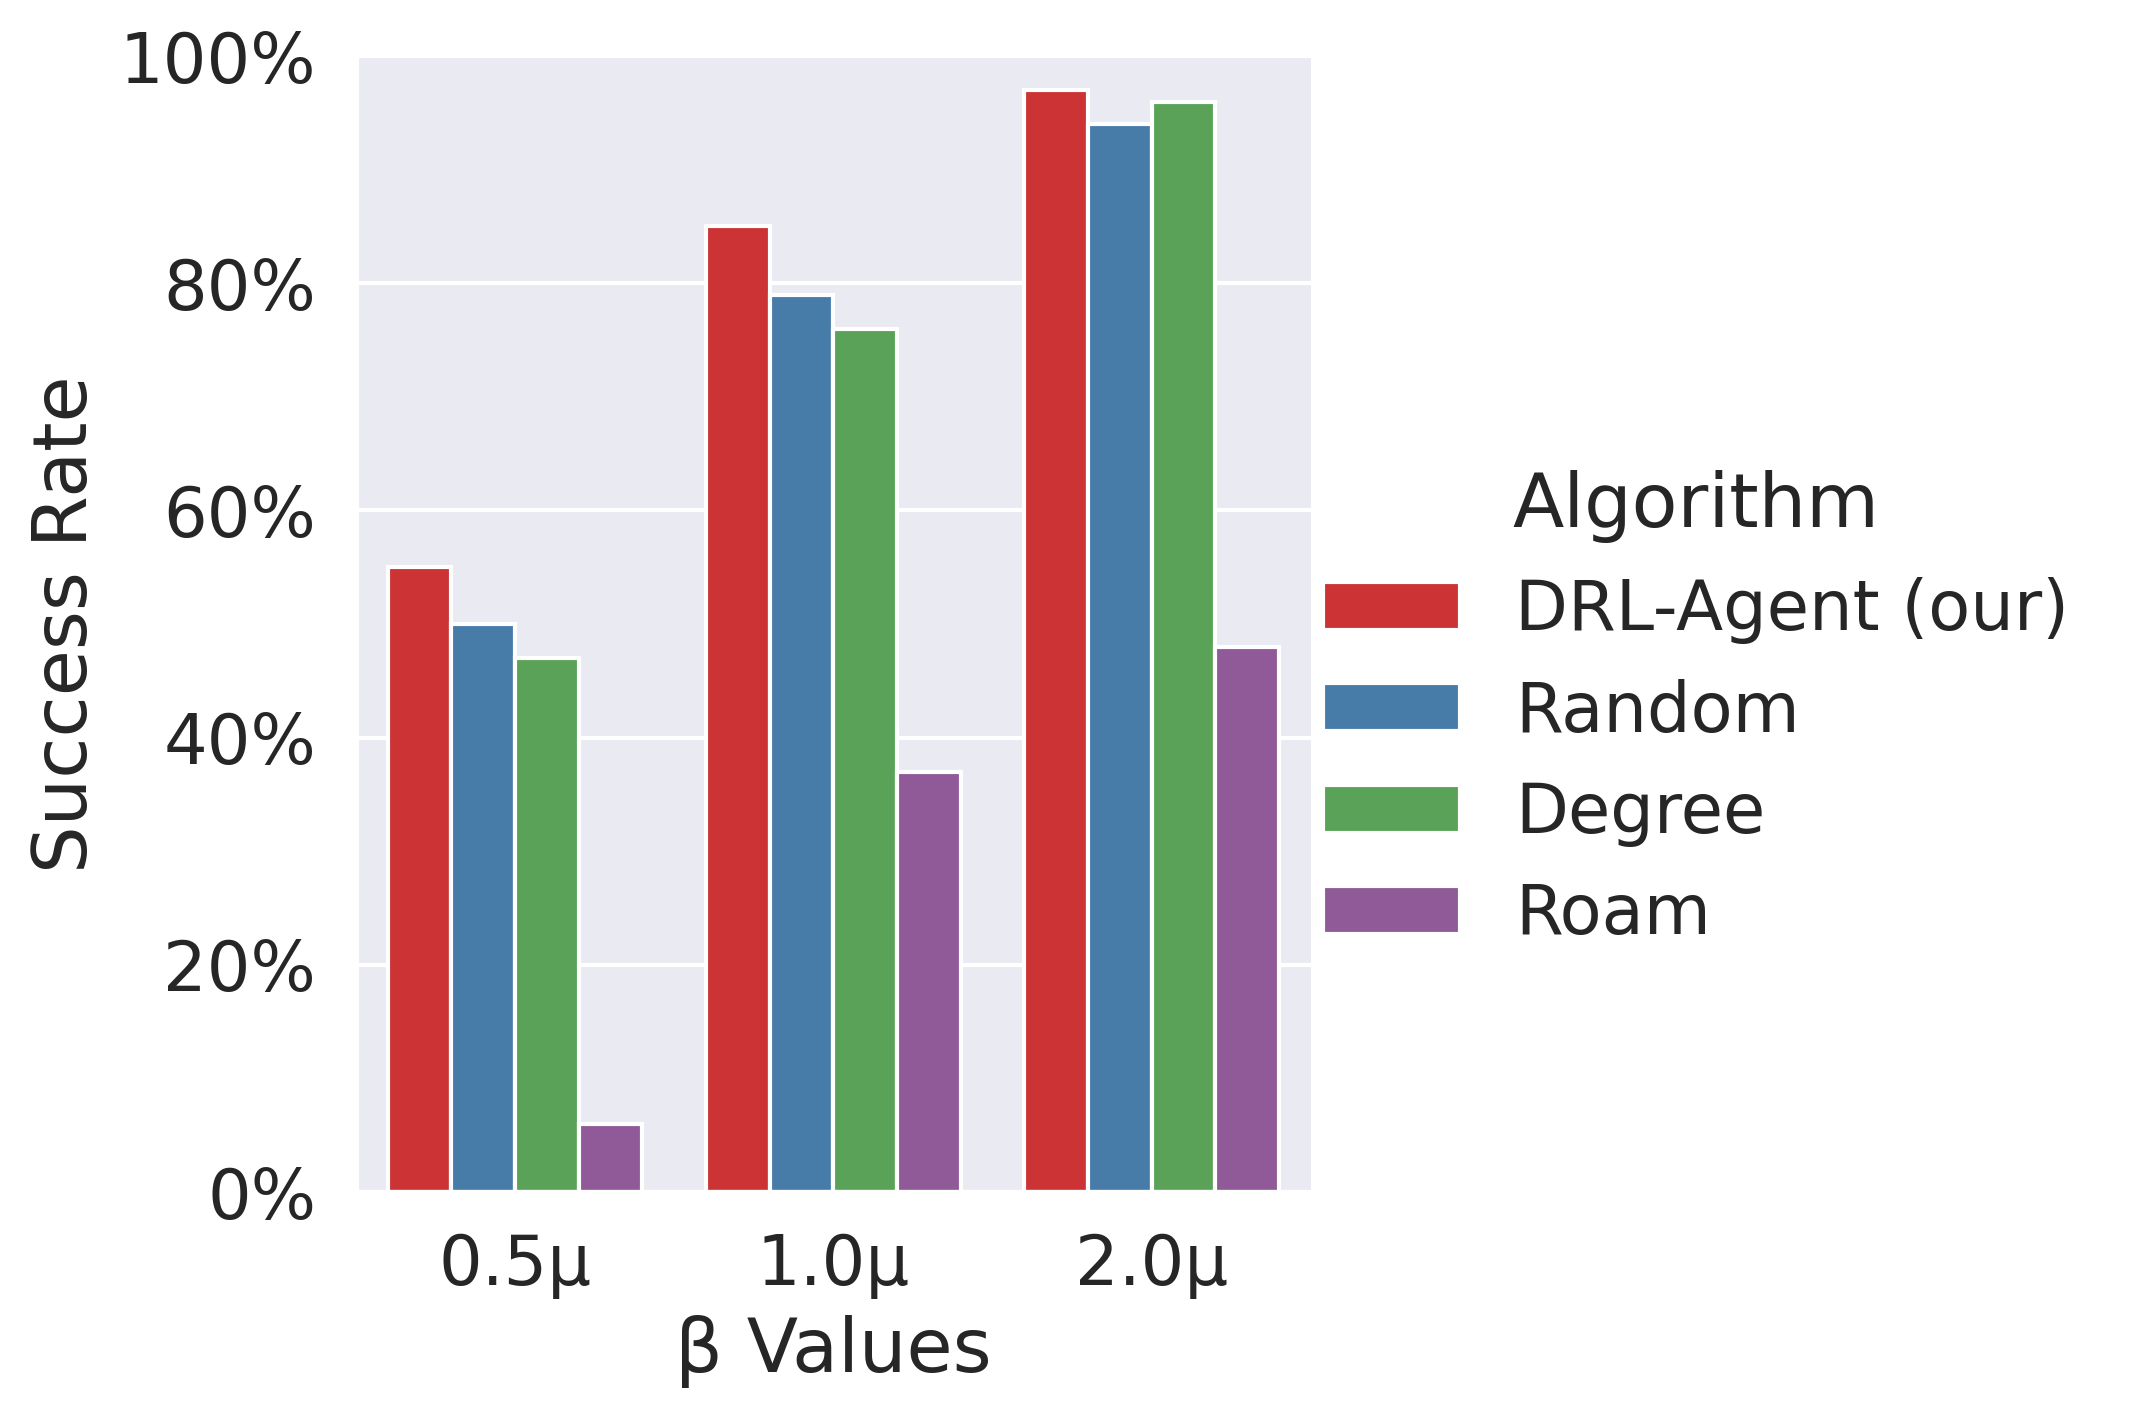 100%
80%
60%
40%
20%
0%
Success Rate
0.5µ
1.0µ
2.0µ
β Values
Algorithm
DRL-Agent (our)
Random
Degree
Roam